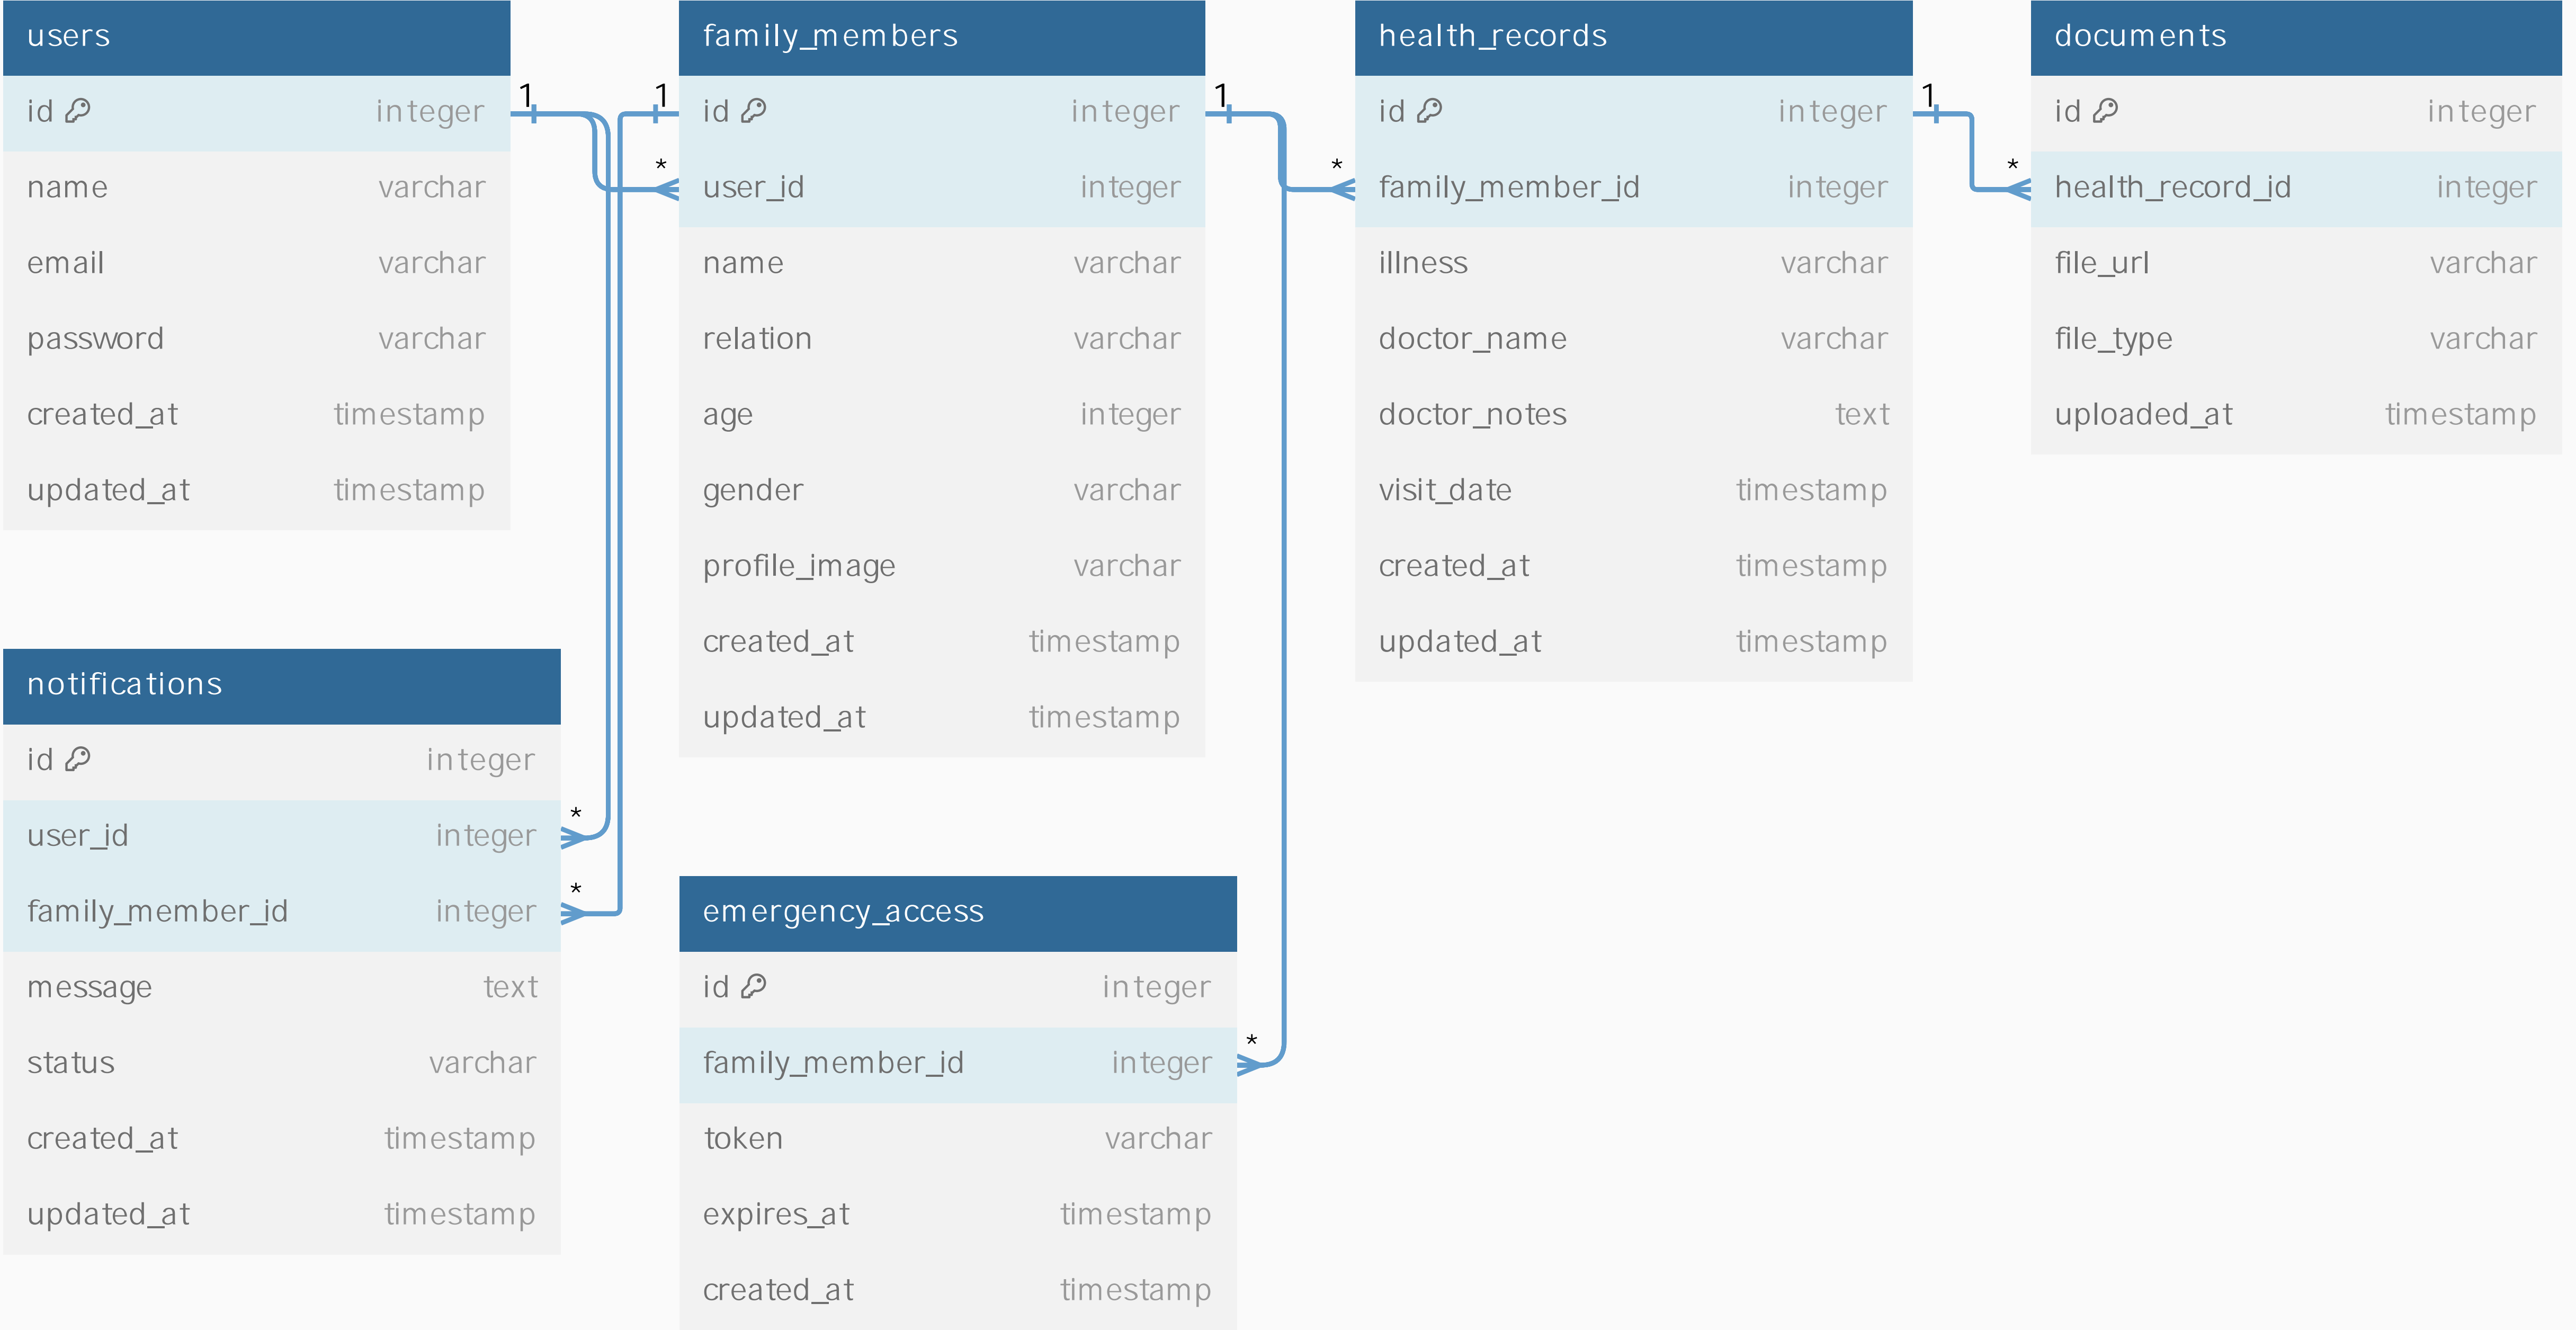 users
id integer
name varchar
email varchar
password varchar
created_at timestamp
updated_at timestamp
1
1
*
family_members
id integer
user_id integer
name varchar
relation varchar
age integer
gender varchar
profile_image varchar
created_at timestamp
updated_at timestamp
1
*
health_records
id integer
family_member_id integer
illness varchar
doctor_name varchar
doctor_notes text
visit_date timestamp
created_at timestamp
updated_at timestamp
1
*
documents
id integer
health_record_id integer
file_url varchar
file_type varchar
uploaded_at timestamp
notifications
id integer
user_id integer
*
family_member_id integer
*
message text
status varchar
created_at timestamp
updated_at timestamp
emergency_access
id integer
family_member_id integer
*
token varchar
expires_at timestamp
created_at timestamp